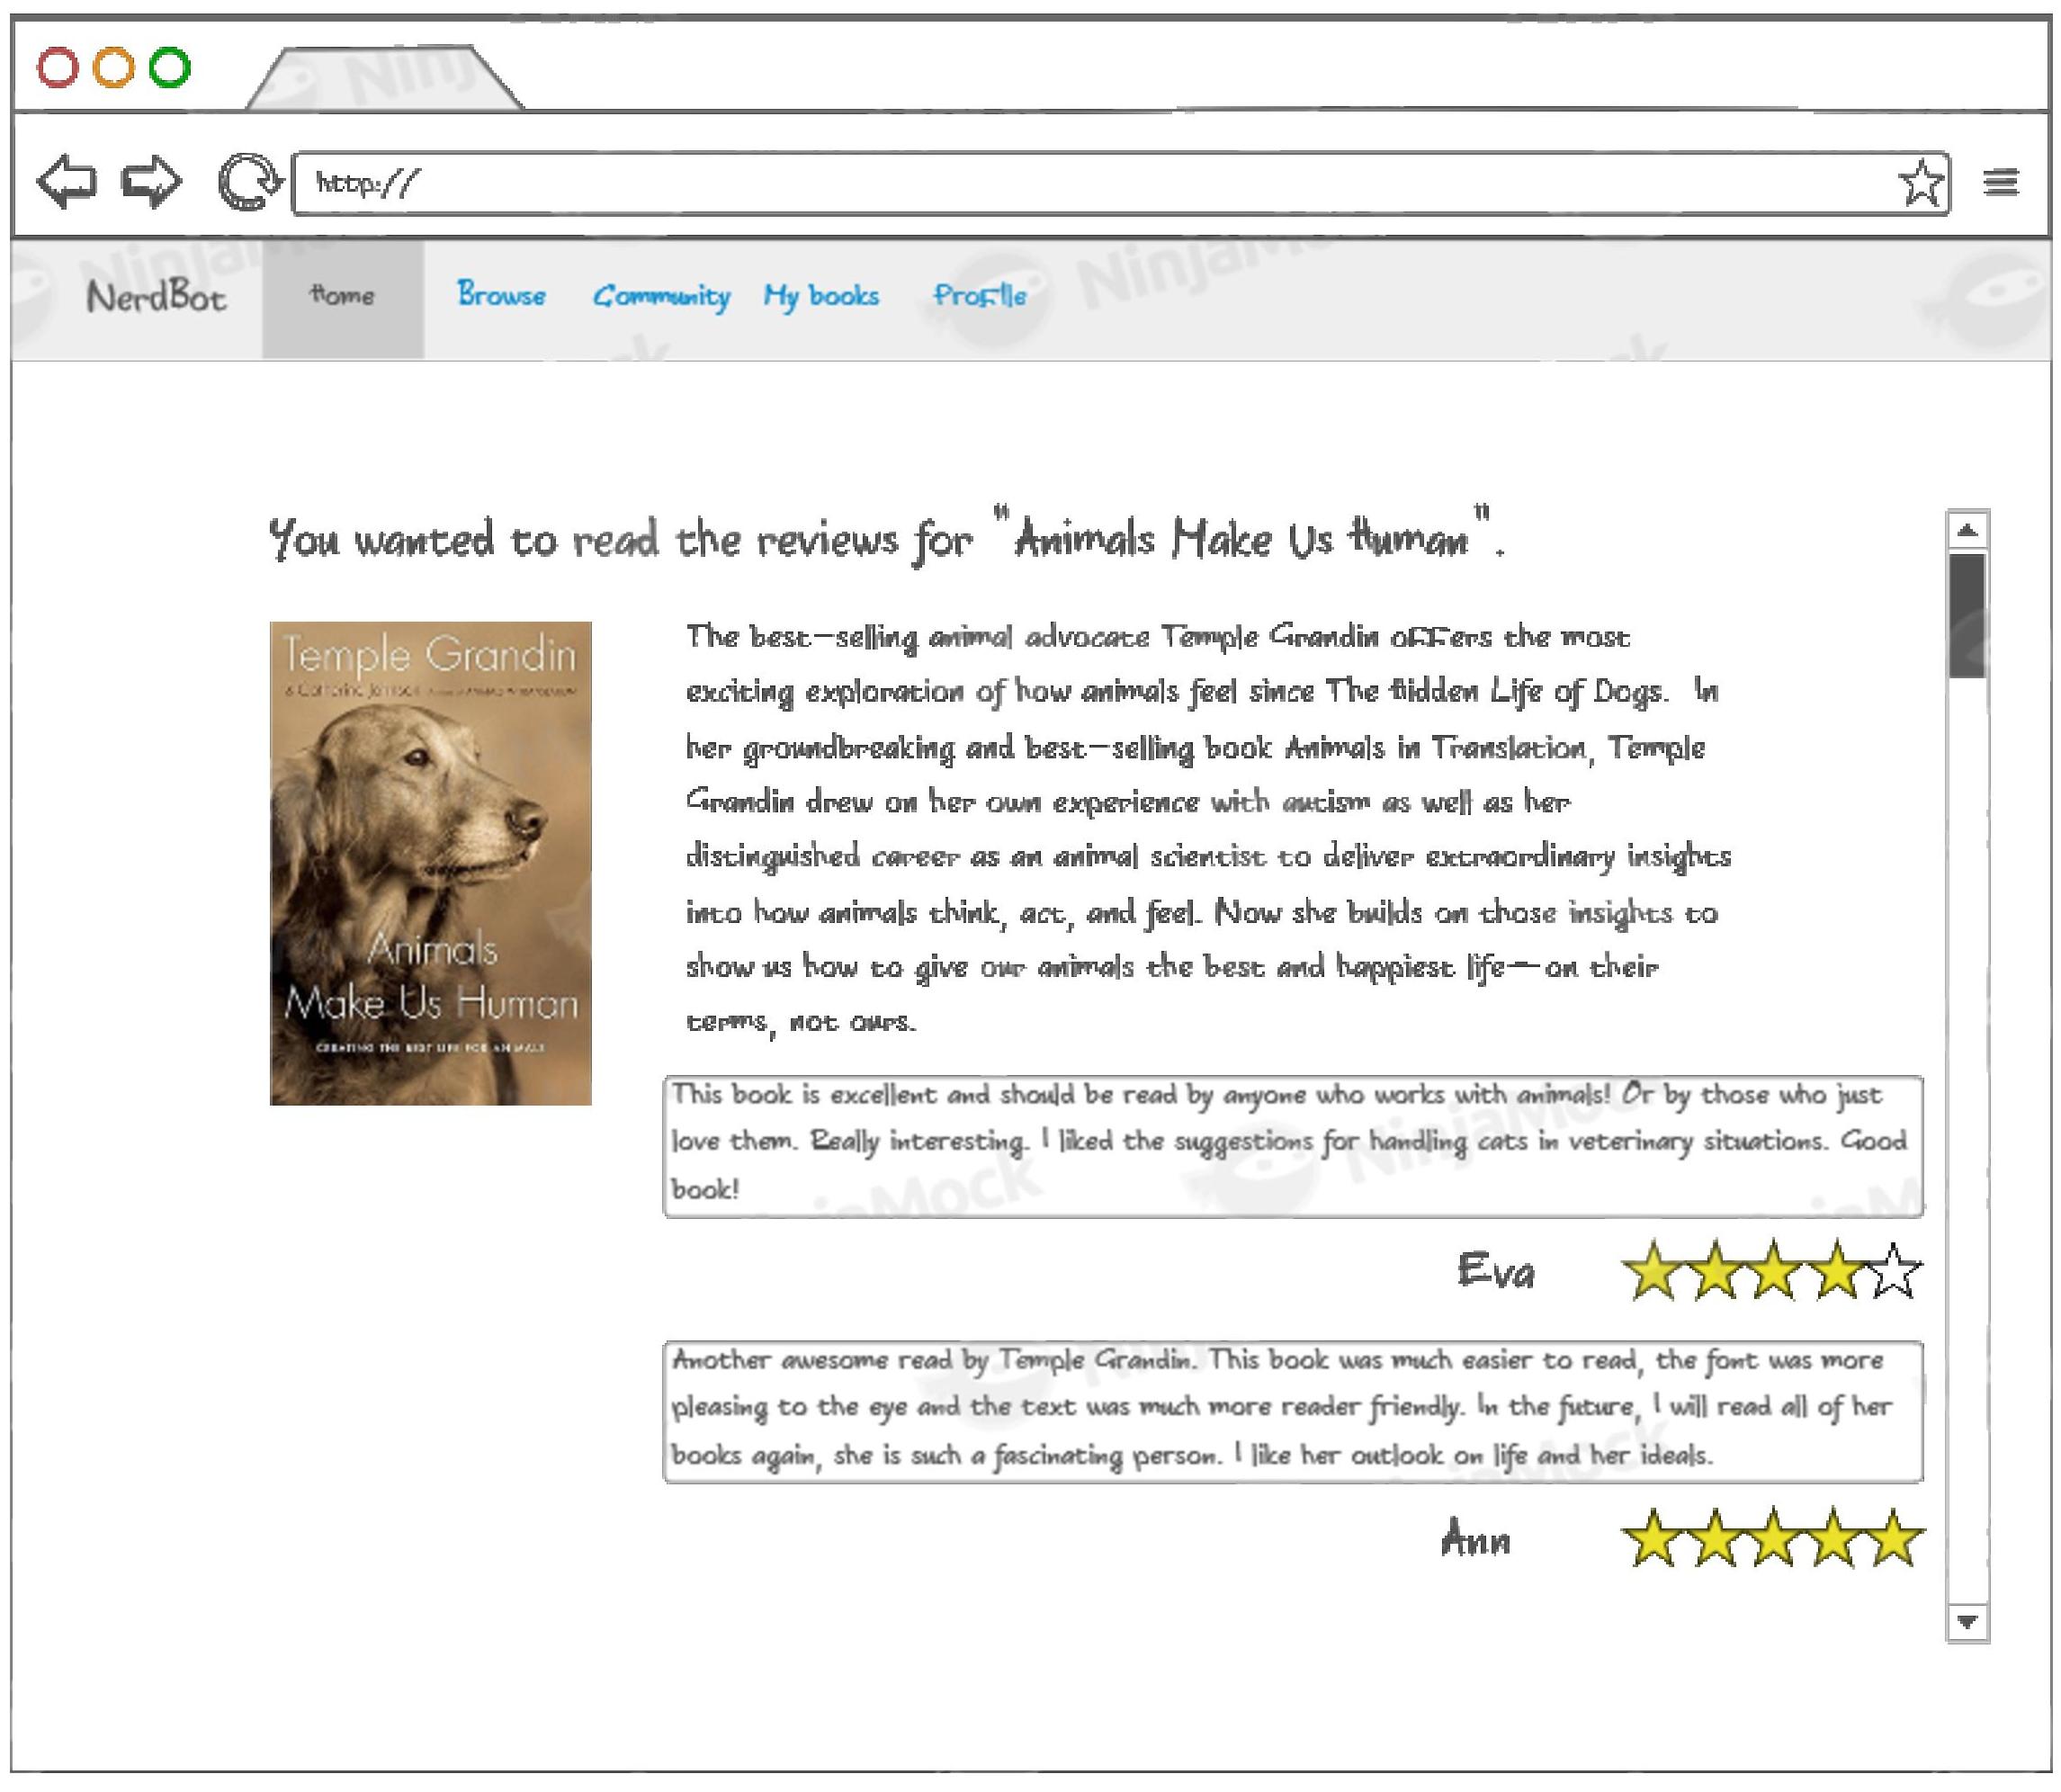 http://
NerdBot Home Browse Community My books Profile
You wanted to read the reviews for "Animals Make Us Human".
Temple Grandin
& Catherine Johnson
Animals
Make Us Human
CREATING THE BEST LIFE FOR ANIMALS
The best-selling animal advocate Temple Grandin offers the most
exciting exploration of how animals feel since The Hidden Life of Dogs. In
her groundbreaking and best-selling book Animals in Translation, Temple
Grandin drew on her own experience with autism as well as her
distinguished career as an animal scientist to deliver extraordinary insights
into how animals think, act, and feel. Now she builds on those insights to
show us how to give our animals the best and happiest life—on their
terms, not ours.
This book is excellent and should be read by anyone who works with animals! Or by those who just
love them. Really interesting. I liked the suggestions for handling cats in veterinary situations. Good
book!
Eva
Another awesome read by Temple Grandin. This book was much easier to read, the font was more
pleasing to the eye and the text was much more reader friendly. In the future, I will read all of her
books again, she is such a fascinating person. I like her outlook on life and her ideals.
Ann
NinjaMock